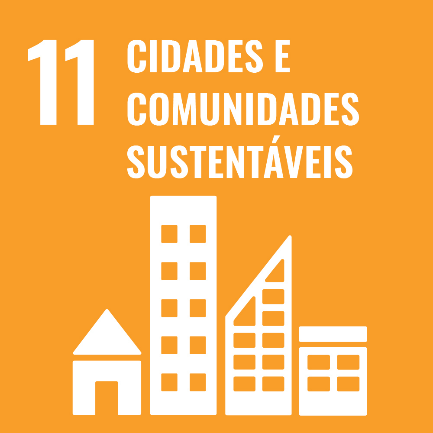 11 CIDADES E
COMUNIDADES
SUSTENTÁVEIS